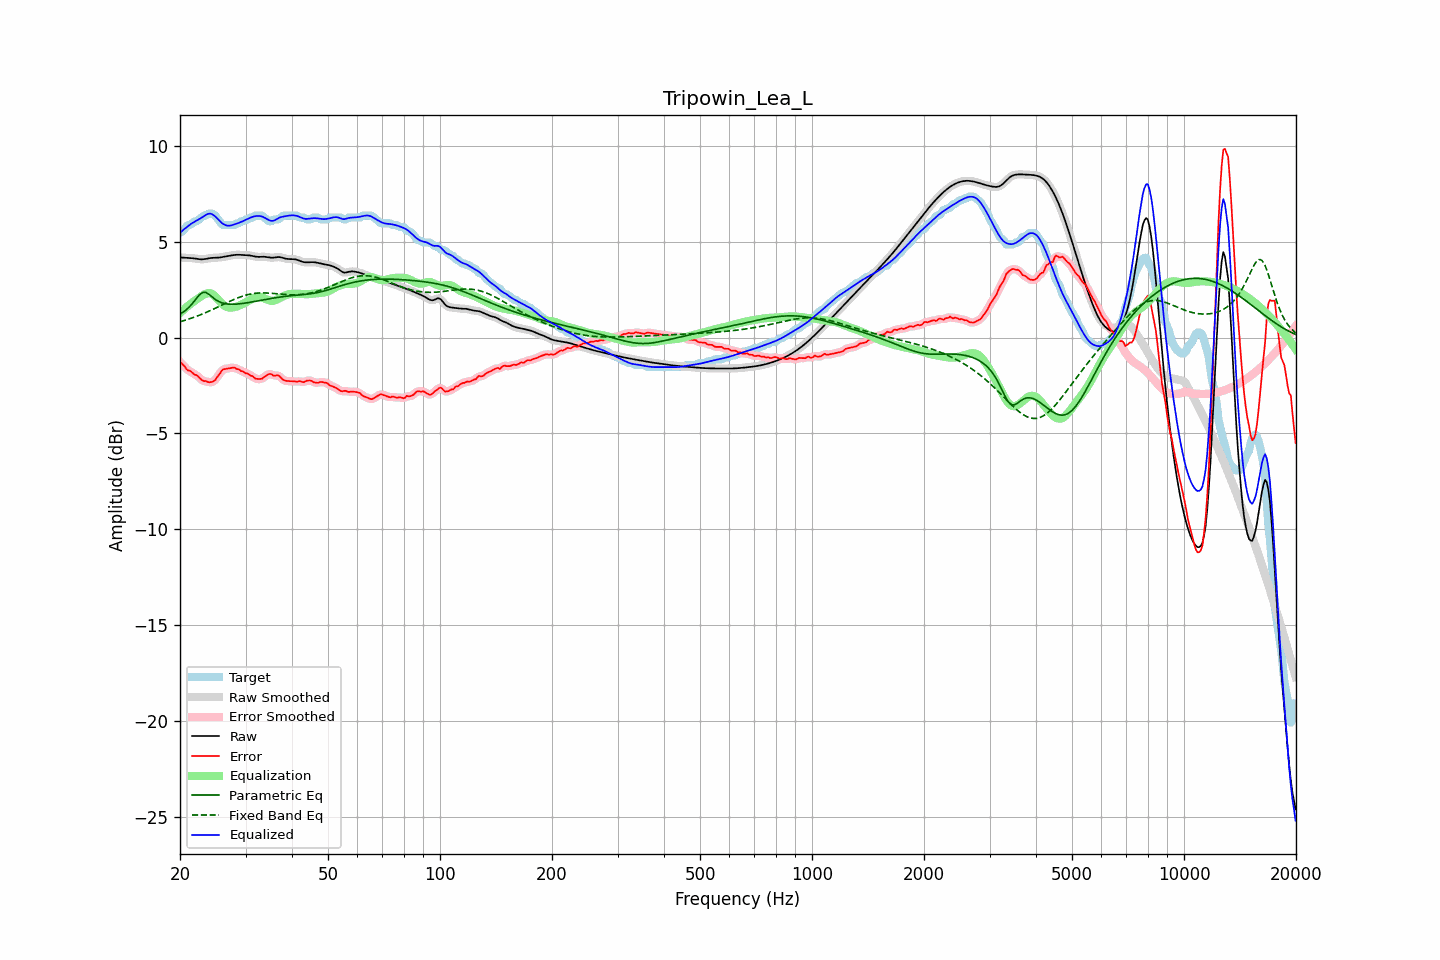 Tripowin_Lea_L
Amplitude (dBr)
10
5
0
−5
−10
−15
−20
−25
Target
Raw Smoothed
Error Smoothed
Raw
Error
Equalization
Parametric Eq
Fixed Band Eq
Equalized
20
50
100
200
500
1000
2000
5000
10000
20000
Frequency (Hz)